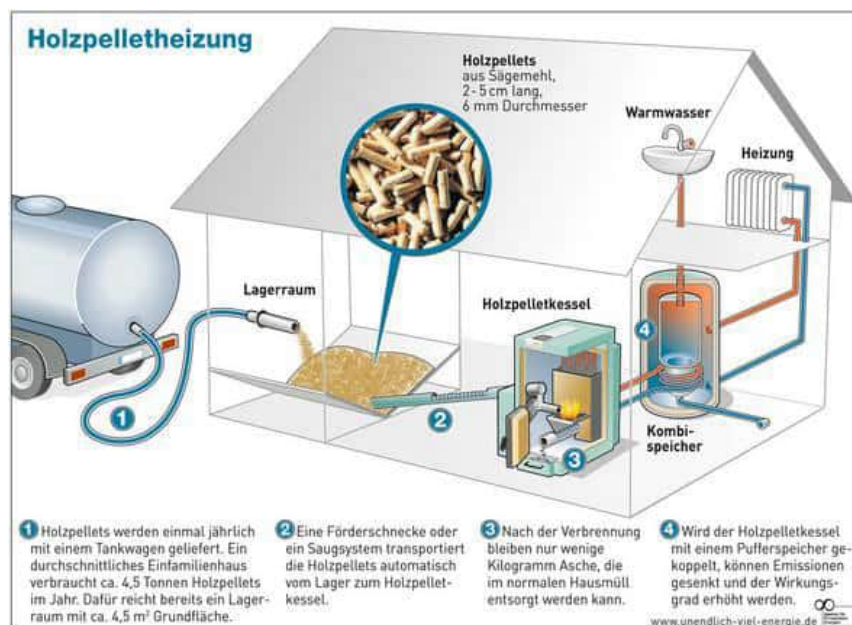 Holzpelletheizung
Holzpellets
aus Sägemehl,
2-5 cm lang,
6 mm Durchmesser
Warmwasser
Heizung
Lagerraum
Holzpelletkessel
4
1
2
3
Kombi-
speicher
1 Holzpellets werden einmal jährlich
mit einem Tankwagen geliefert. Ein
durchschnittliches Einfamilienhaus
verbraucht ca. 4,5 Tonnen Holzpellets
im Jahr. Dafür reicht bereits ein Lager-
raum mit ca. 4,5 m² Grundfläche.
2 Eine Förderschnecke oder
ein Saugsystem transportiert
die Holzpellets automatisch
vom Lager zum Holzpellet-
kessel.
3 Nach der Verbrennung
bleiben nur wenige
Kilogramm Asche, die
im normalen Hausmüll
entsorgt werden kann.
4 Wird der Holzpelletkessel
mit einem Pufferspeicher ge-
koppelt, können Emissionen
gesenkt und der Wirkungs-
grad erhöht werden.
www.unendlich-viel-energie.de